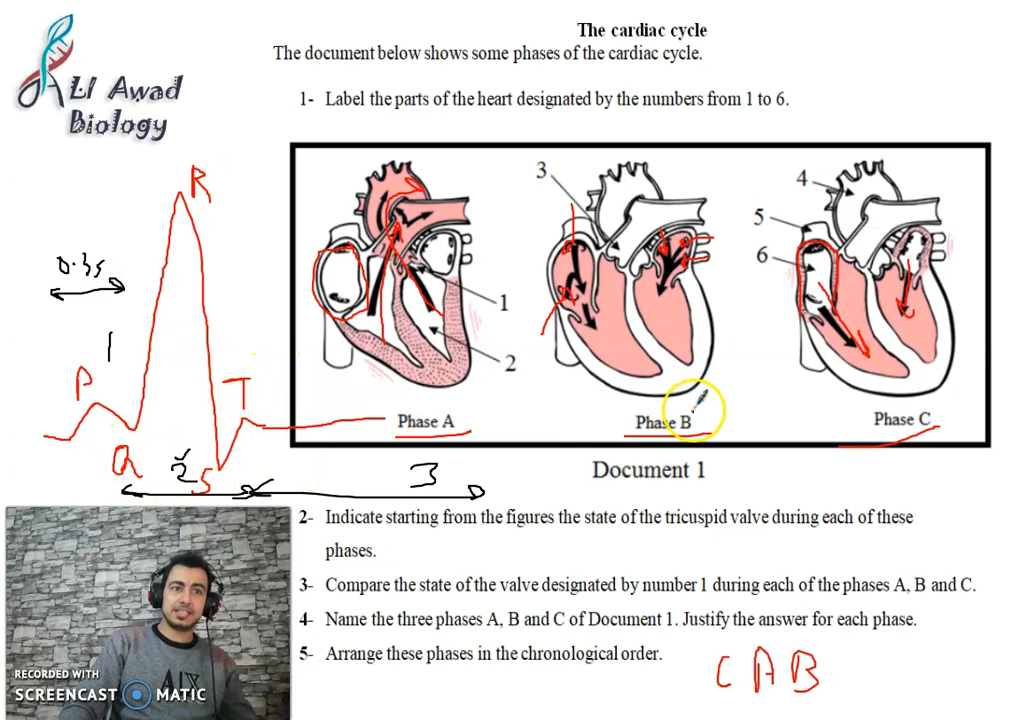 The cardiac cycle
ALI Awad
Biology
The document below shows some phases of the cardiac cycle.
1- Label the parts of the heart designated by the numbers from 1 to 6.
R
0.3s
1
P
T
Q
2
S
3
3
4
5
6
1
2
Phase A
Phase B
Phase C
Document 1
2- Indicate starting from the figures the state of the tricuspid valve during each of these
phases.
3- Compare the state of the valve designated by number 1 during each of the phases A, B and C.
4- Name the three phases A, B and C of Document 1. Justify the answer for each phase.
5- Arrange these phases in the chronological order.
C A B
RECORDED WITH
SCREENCAST MATIC